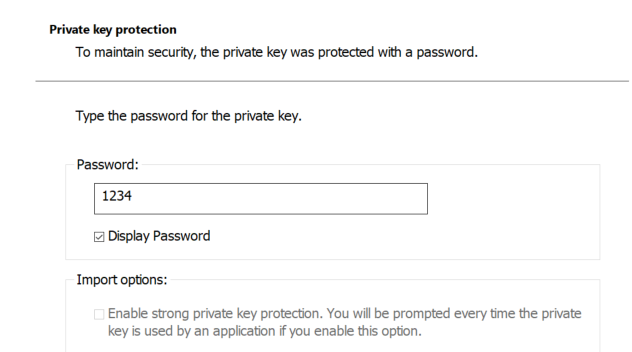 Private key protection
To maintain security, the private key was protected with a password.
Type the password for the private key.
Password:
1234
Display Password
Import options:
Enable strong private key protection. You will be prompted every time the private
key is used by an application if you enable this option.